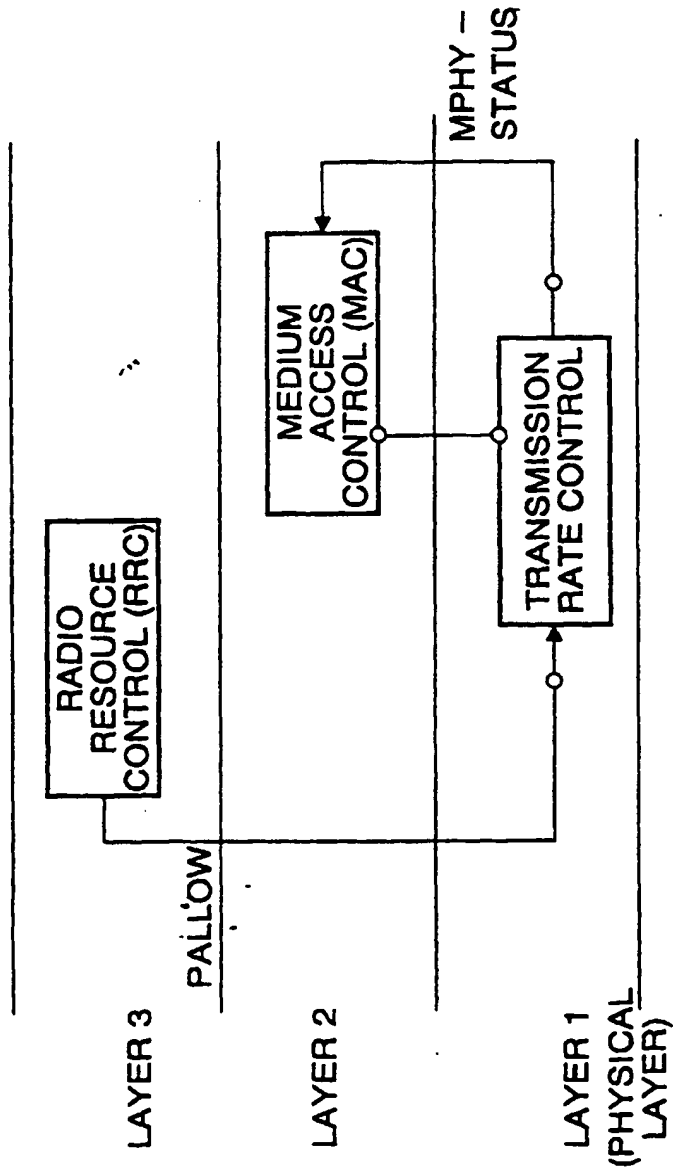 LAYER 3
RADIO
RESOURCE
CONTROL (RRC)
PALLOW
LAYER 2
MEDIUM
ACCESS
CONTROL (MAC)
MPHY –
STATUS
LAYER 1
(PHYSICAL
LAYER)
TRANSMISSION
RATE CONTROL